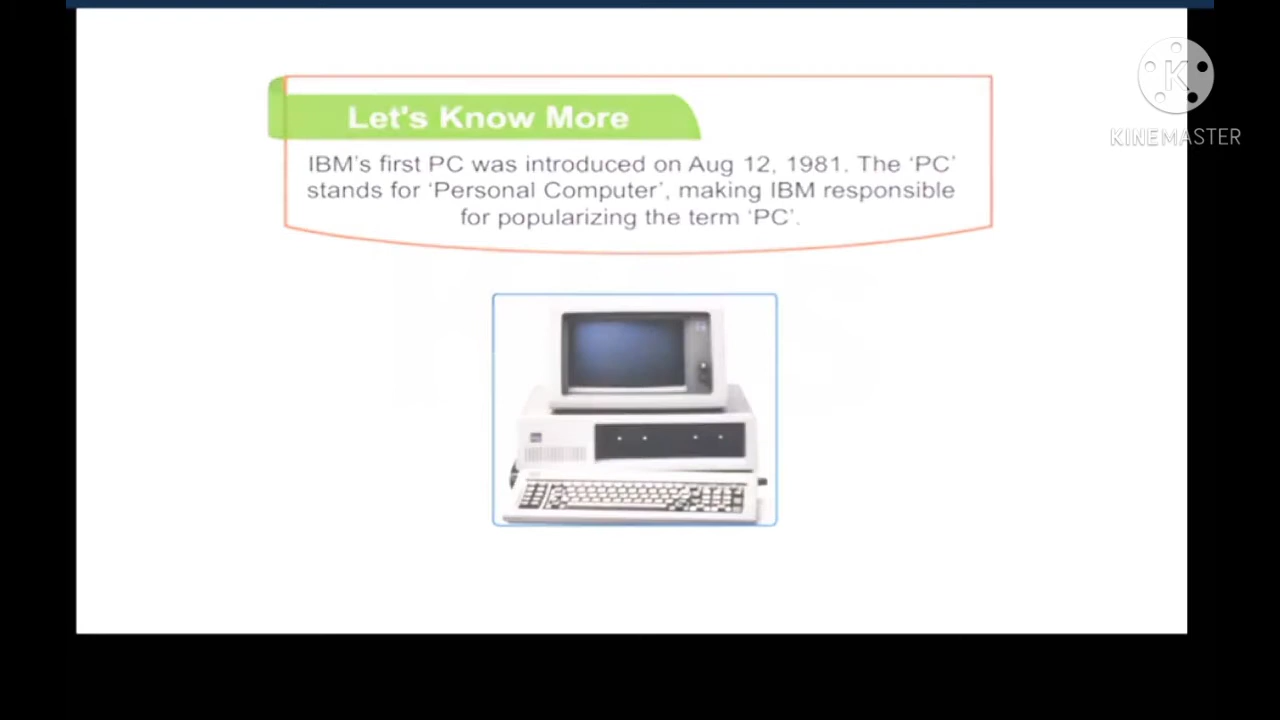 KINEMASTER
Let's Know More
IBM's first PC was introduced on Aug 12, 1981. The ‘PC’
stands for ‘Personal Computer’, making IBM responsible
for popularizing the term ‘PC’.